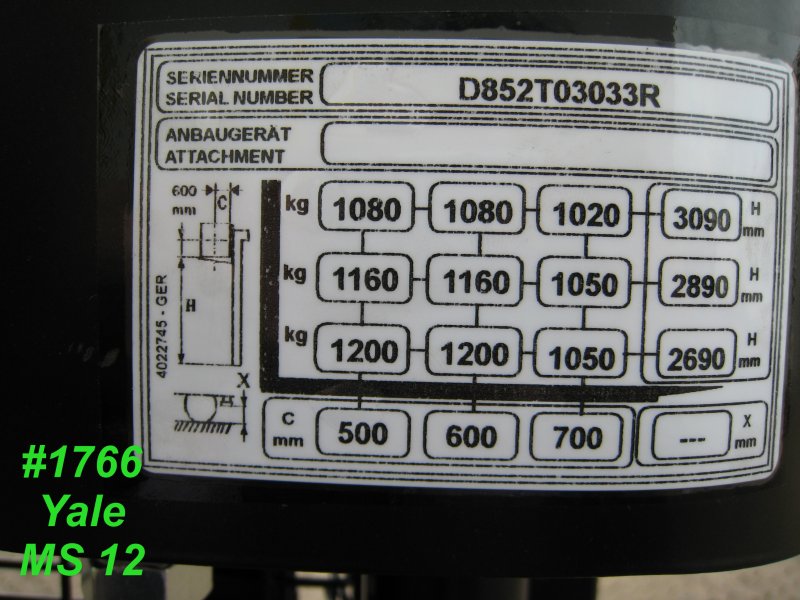 SERIENNUMMER
SERIAL NUMBER
D852T03033R
ANBAUGERÄT
ATTACHMENT
600
mm
C
H
X
4022745 - GER
kg 1080 1080 1020 3090 H mm
kg 1160 1160 1050 2890 H mm
kg 1200 1200 1050 2690 H mm
C mm 500 600 700 --- X mm
#1766
Yale
MS 12